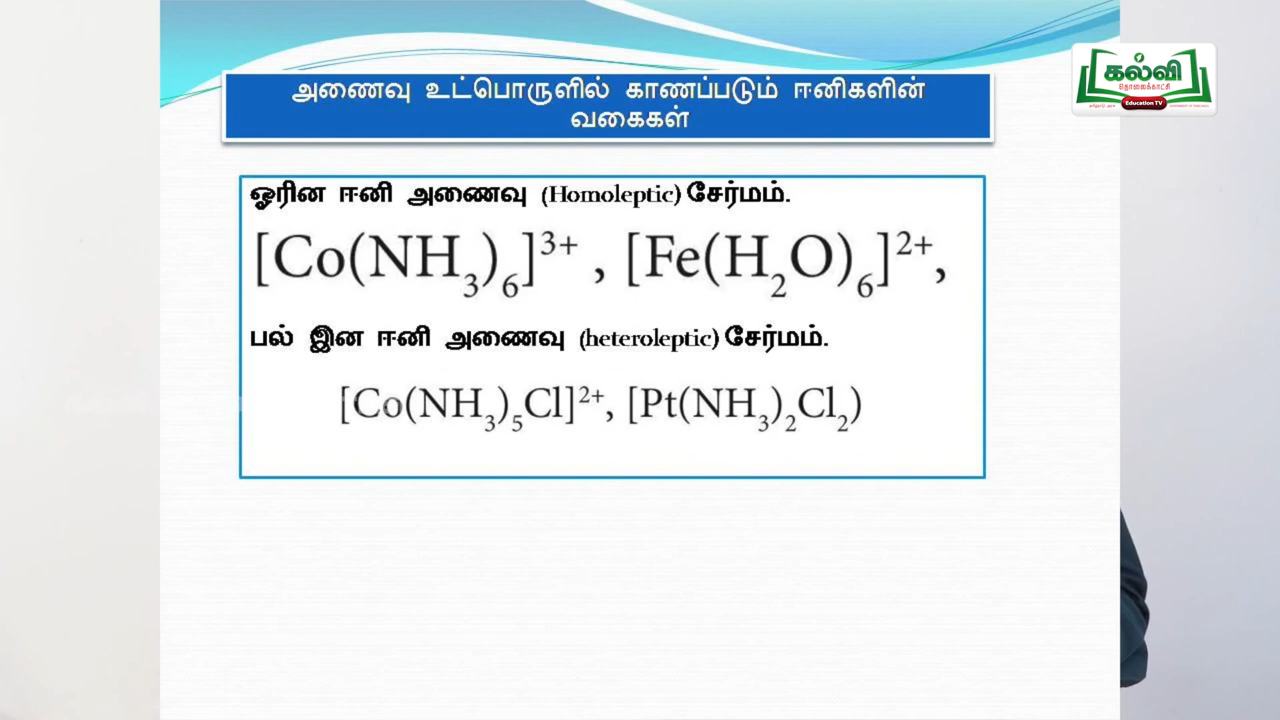 அணைவு உட்பொருளில் காணப்படும் ஈனிகளின்
வகைகள்
கல்வி
தொலைக்காட்சி
Education TV
ஓரின ஈனி அணைவு (Homoleptic) சேர்மம்.
[Co(NH₃)₆]³⁺ , [Fe(H₂O)₆]²⁺,
பல் இன ஈனி அணைவு (heteroleptic) சேர்மம்.
[Co(NH₃)₅Cl]²⁺, [Pt(NH₃)₂Cl₂)